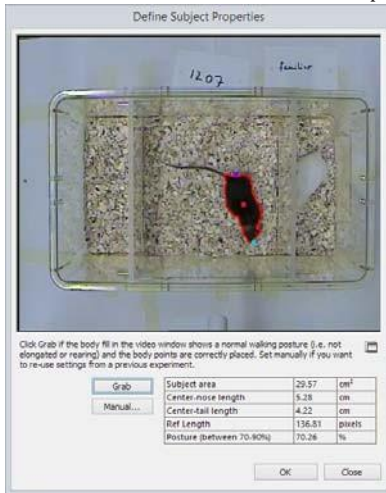 Define Subject Properties
1207
familiar
Click Grab if the body fill in the video window shows a normal walking posture (i.e. not
elongated or rearing) and the body points are correctly placed. Set manually if you want
to re-use settings from a previous experiment.
Grab
Manual...
Subject area 29.57 cm²
Center-nose length 5.28 cm
Center-tail length 4.22 cm
Ref Length 136.81 pixels
Posture (between 70-90%) 70.26 %
OK
Close